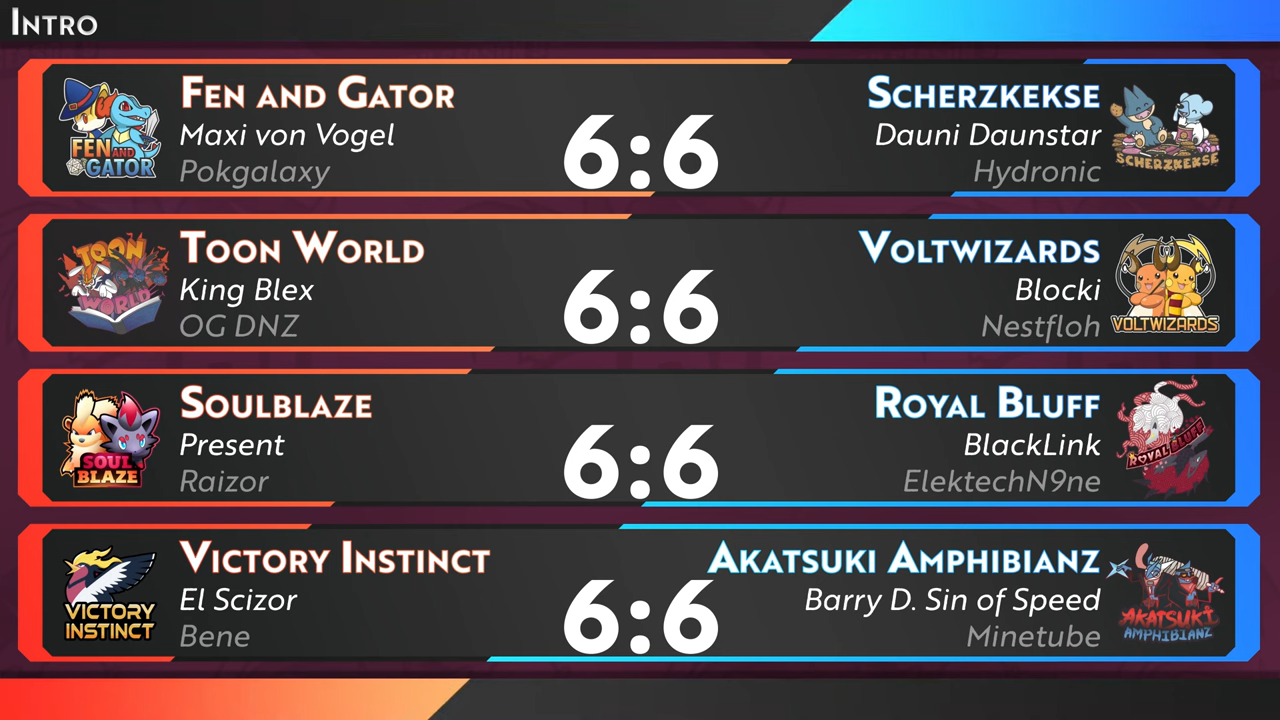 Intro
Fen and Gator
Maxi von Vogel
Pokgalaxy
FEN AND GATOR
6:6
Scherzkekse
Dauni Daunstar
Hydronic
SCHERZKEKSE
Toon World
King Blex
OG DNZ
TOON WORLD
6:6
Voltwizards
Blocki
Nestfloh
VOLTWIZARDS
Soulblaze
Present
Raizor
SOUL BLAZE
6:6
Royal Bluff
BlackLink
ElektechN9ne
ROYAL BLUFF
Victory Instinct
El Scizor
Bene
VICTORY INSTINCT
6:6
Akatsuki Amphibianz
Barry D. Sin of Speed
Minetube
AKATSUKI AMPHIBIANZ